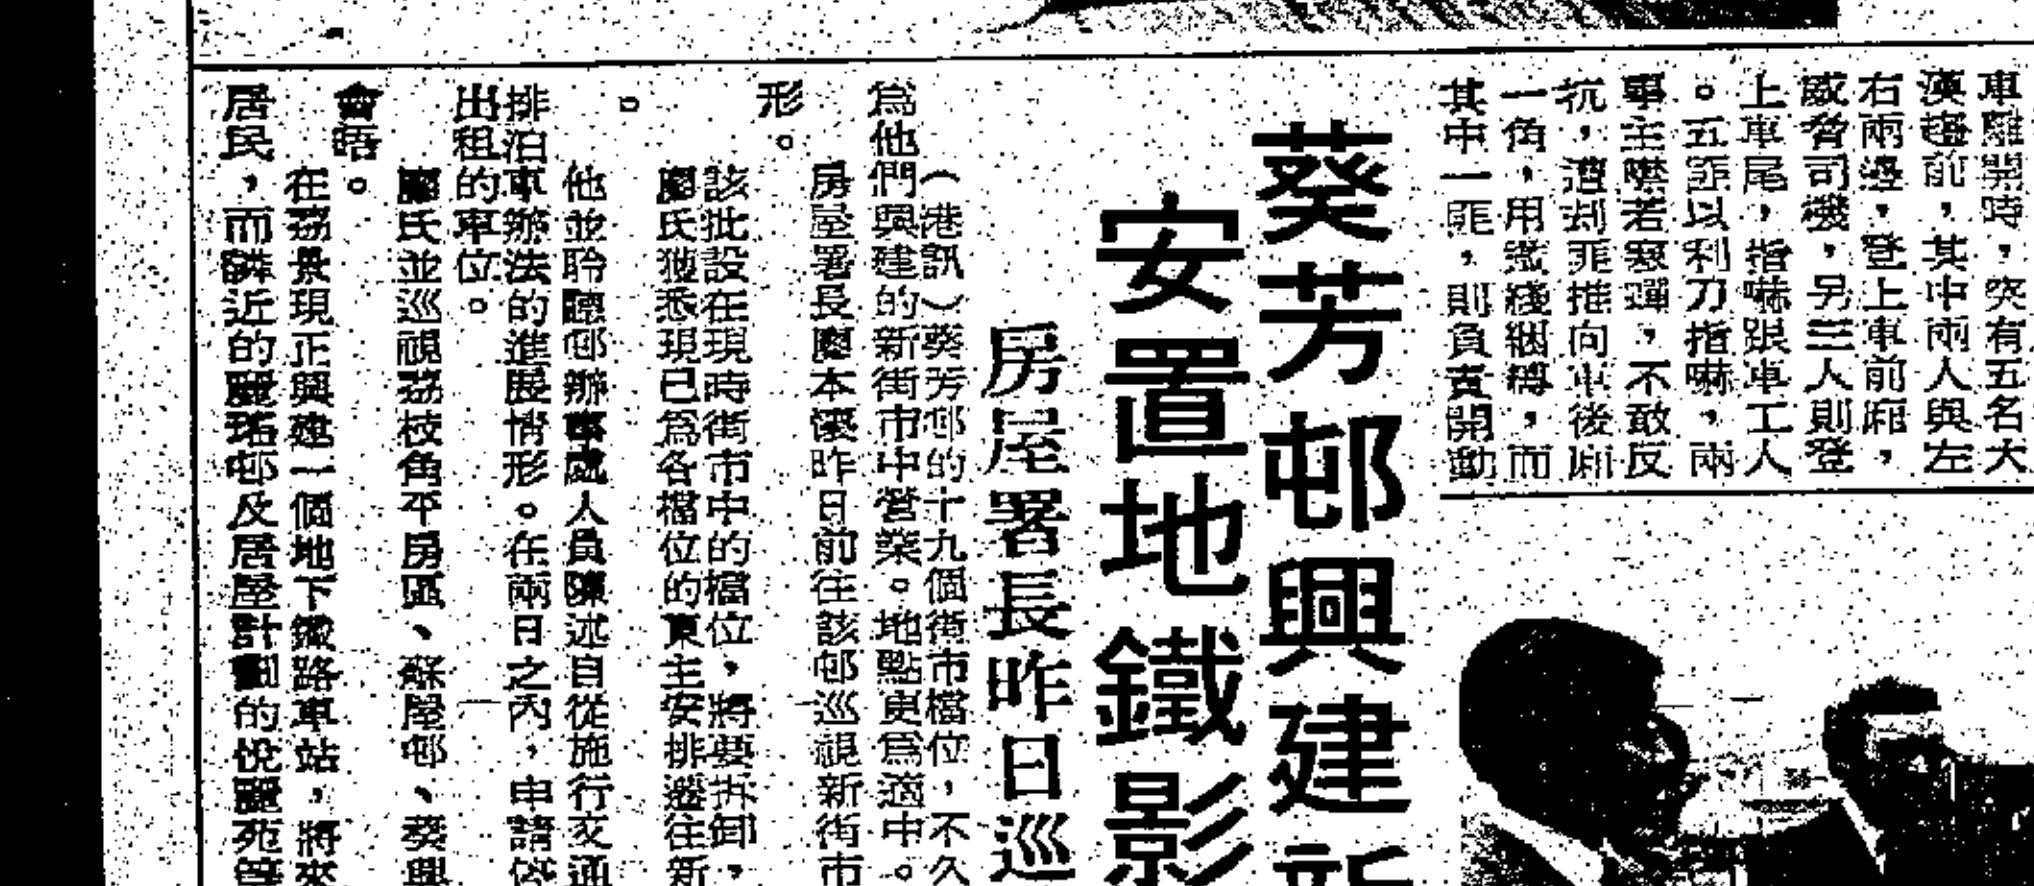 車離開時，突有五名大
漢趨前，其中兩人與左
右兩邊，登上車前廂，
威脅司機，另三人則登
上車尾，指嚇跟車工人
。五匪以利刀指嚇，兩
事主噤若寒蟬，不敢反
抗，遭刦匪推向車後廂
一角，用綫綑縛，而
其中一匪，則負責開動
葵芳邨興建新
安置地鐵影
房屋署長昨日巡
（港訊）葵芳邨的十九個街市檔位，不久
為他們興建的新街市中營業。地點更為適中。
房屋署長廖本懷昨日前往該邨巡視新街市
形。
該批設在現時街市中的檔位，將要拆卸，
廖氏獲悉現已為各檔位的東主安排遷往新
。
他並聆聽邨辦事處人員陳述自從施行交通
排泊車辦法的進展情形。在兩日之內，申請
出租的車位。
廖氏並巡視荔枝角平房區、蘇屋邨、葵興
會晤。
在荔景現正興建一個地下鐵路車站，將來
居民，而鄰近的麗瑤邨及居屋計劃的悅麗苑等